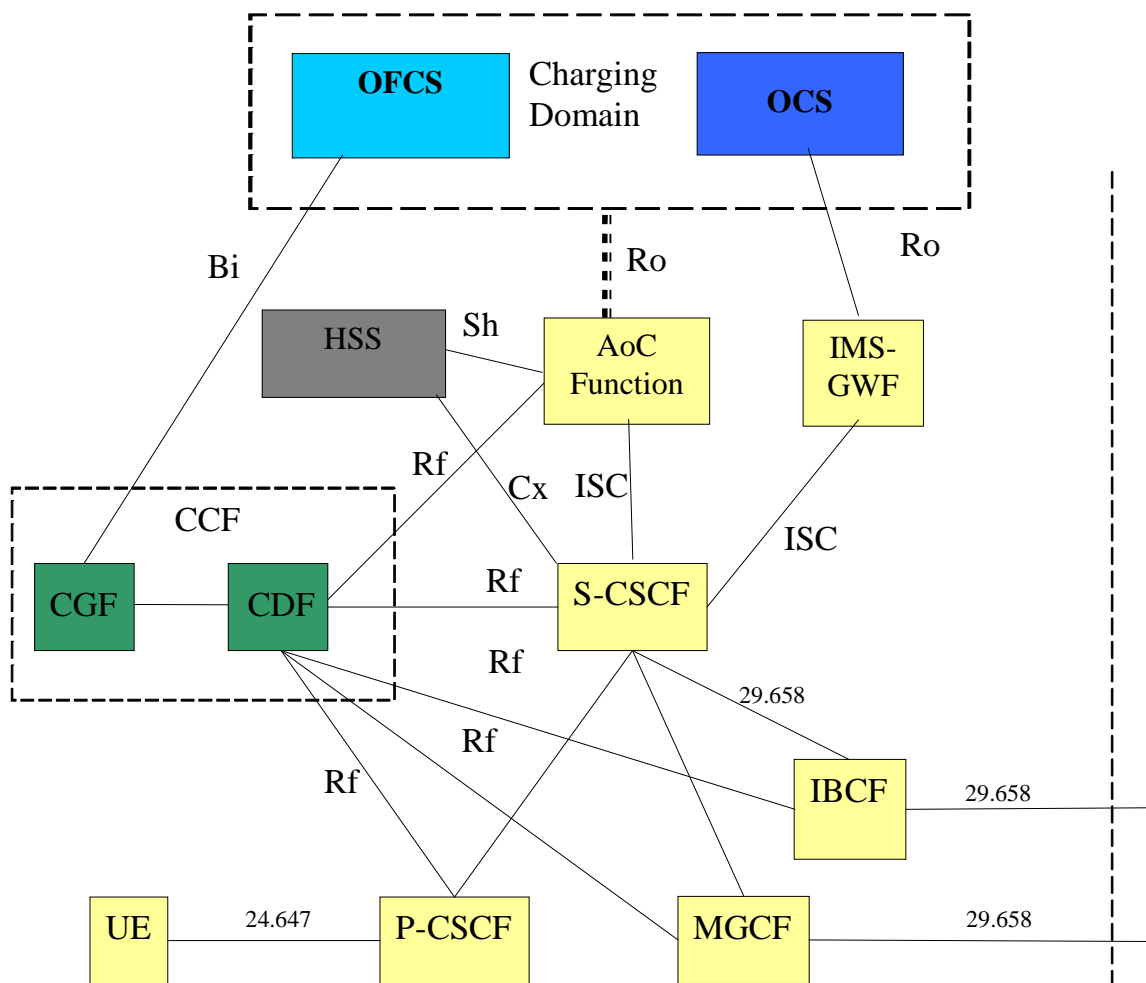 OFCS
Charging
Domain
OCS
Bi
Ro
Ro
HSS
Sh
AoC
Function
IMS-
GWF
Rf
Cx
ISC
ISC
CCF
CGF
CDF
Rf
S-CSCF
Rf
29.658
Rf
Rf
IBCF
29.658
UE
24.647
P-CSCF
MGCF
29.658